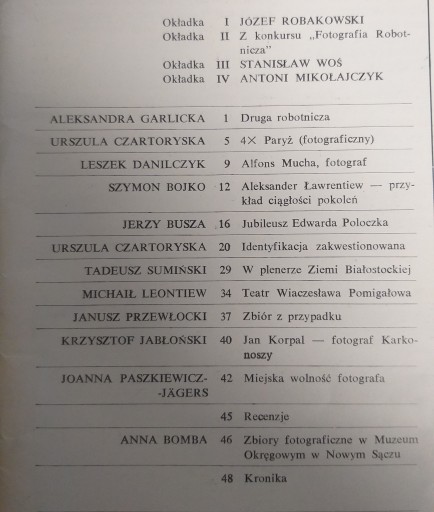 Okładka I JÓZEF ROBAKOWSKI
Okładka II Z konkursu „Fotografia Robot-
nicza”
Okładka III STANISŁAW WOŚ
Okładka IV ANTONI MIKOŁAJCZYK
ALEKSANDRA GARLICKA 1 Druga robotnicza
URSZULA CZARTORYSKA 5 4× Paryż (fotograficzny)
LESZEK DANILCZYK 9 Alfons Mucha, fotograf
SZYMON BOJKO 12 Aleksander Ławrentiew — przy-
kład ciągłości pokoleń
JERZY BUSZA 16 Jubileusz Edwarda Poloczka
URSZULA CZARTORYSKA 20 Identyfikacja zakwestionowana
TADEUSZ SUMIŃSKI 29 W plenerze Ziemi Białostockiej
MICHAIŁ LEONTIEW 34 Teatr Wiaczesława Pomigałowa
JANUSZ PRZEWŁOCKI 37 Zbiór z przypadku
KRZYSZTOF JABŁOŃSKI 40 Jan Korpal — fotograf Karko-
noszy
JOANNA PASZKIEWICZ- 42 Miejska wolność fotografa
-JÄGERS
45 Recenzje
ANNA BOMBA 46 Zbiory fotograficzne w Muzeum
Okręgowym w Nowym Sączu
48 Kronika